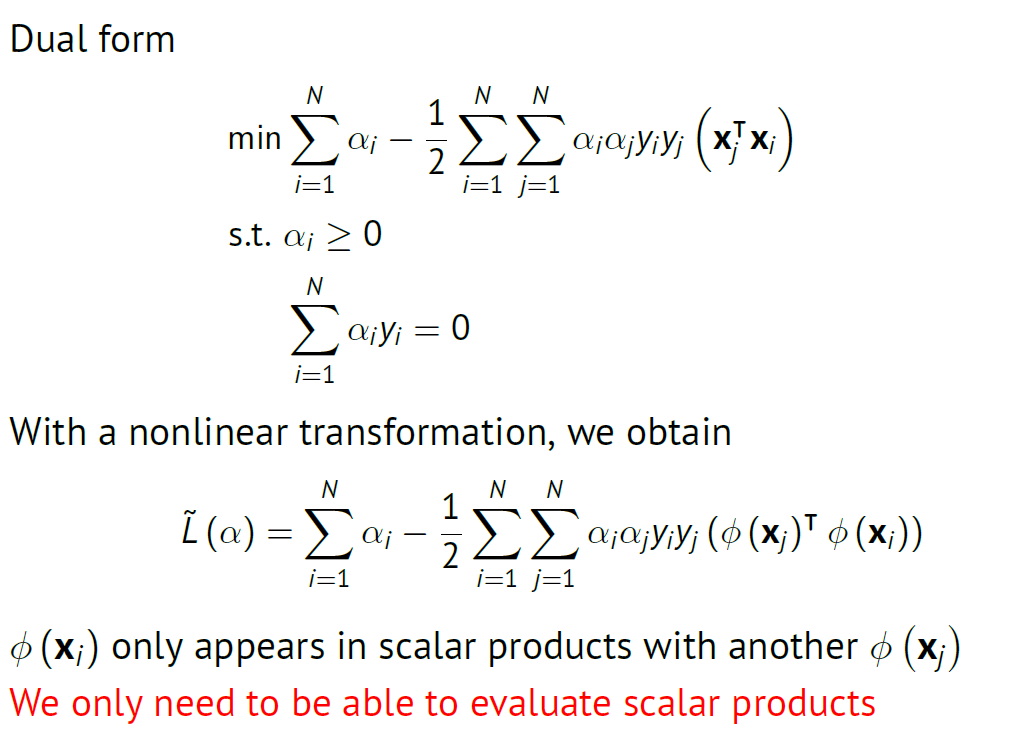 Dual form
min ∑_{i=1}^{N} α_i − 1/2 ∑_{i=1}^{N} ∑_{j=1}^{N} α_i α_j y_i y_j (𝐱_j^⊤ 𝐱_i)
s.t. α_i ≥ 0
∑_{i=1}^{N} α_i y_i = 0
With a nonlinear transformation, we obtain
L̃ (α) = ∑_{i=1}^{N} α_i − 1/2 ∑_{i=1}^{N} ∑_{j=1}^{N} α_i α_j y_i y_j (ϕ (𝐱_j)^⊤ ϕ (𝐱_i))
ϕ (𝐱_i) only appears in scalar products with another ϕ (𝐱_j)
We only need to be able to evaluate scalar products